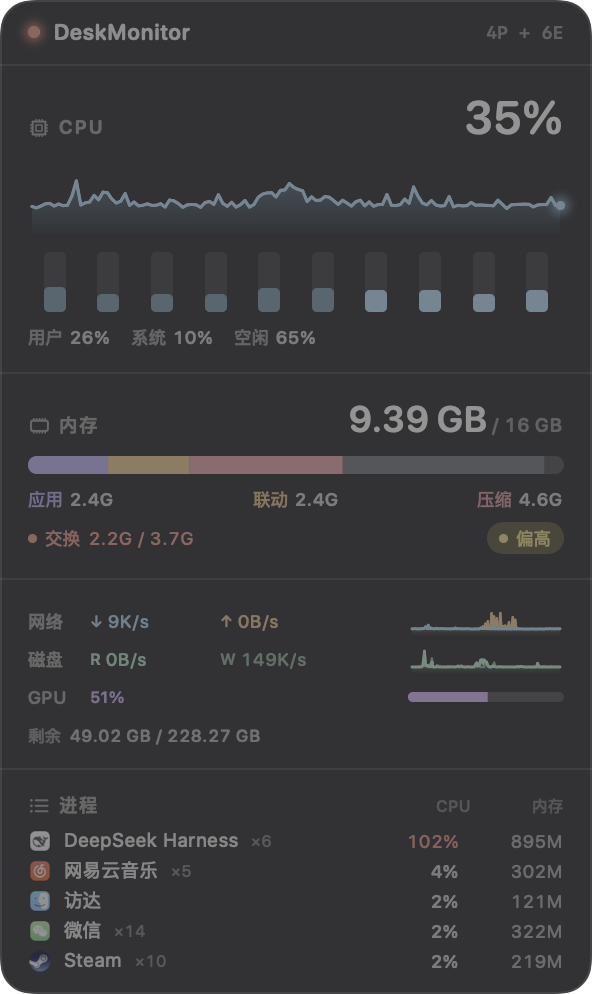 DeskMonitor 4P + 6E
CPU 35%
用户 26% 系统 10% 空闲 65%
内存 9.39 GB / 16 GB
应用 2.4G 联动 2.4G 压缩 4.6G
交换 2.2G / 3.7G 偏高
网络 ↓ 9K/s ↑ 0B/s
磁盘 R 0B/s W 149K/s
GPU 51%
剩余 49.02 GB / 228.27 GB
进程 CPU 内存
DeepSeek Harness ×6 102% 895M
网易云音乐 ×5 4% 302M
访达 2% 121M
微信 ×14 2% 322M
Steam ×10 2% 219M